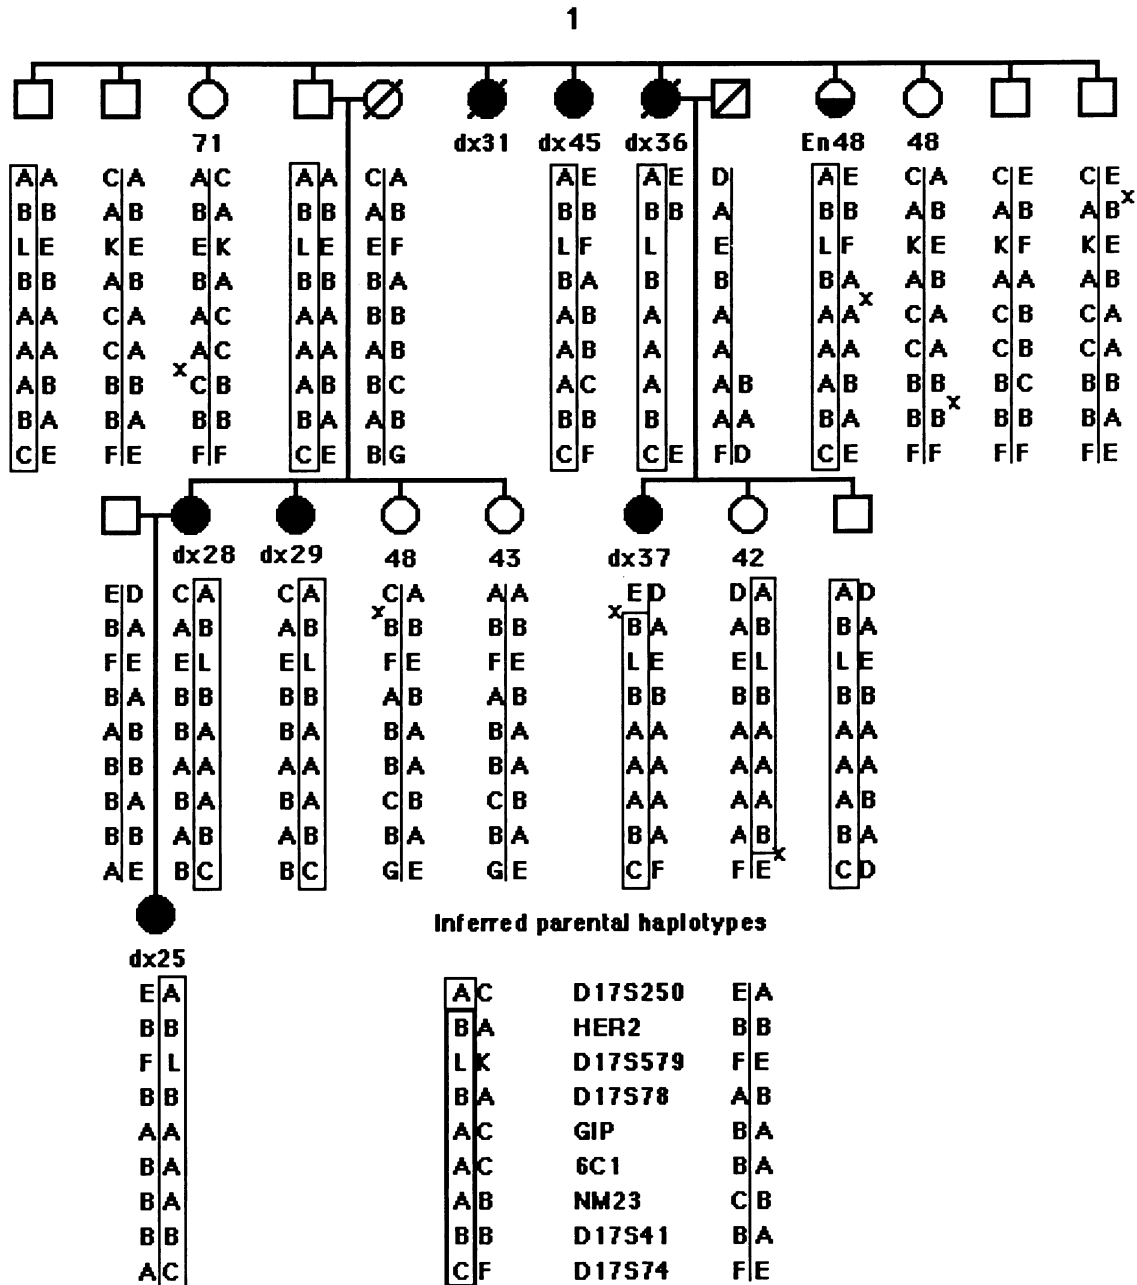 1
71 dx31 dx45 dx36 En48 48
A A C A A C A A C A A E A E D A E C A C E C E
x
B B A B B A B B A B B B B B A B B A B A B A B
L E K E E K L E E F L F L E L F K E K F K E
B B A B B A B B B A B A B B B A A B A A A B
x
A A C A A C A A B B A B A A A A C A C B C A
A A C A A C A A A B A B A A A A C A C B C A
x
A B B B C B A B B C A C A A B A B B B B C B B
x
B A B A B B B A A B B B B A A B A B B B B B A
C E F E F F C E B G C F C E F D C E F F F F F E
dx28 dx29 48 43 dx37 42
E D C A C A C A A A E D D A A D
x x
B A A B A B B B B B B A A B B A
F E E L E L F E F E L E E L L E
B A B B B B A B A B B B B B B B
A B B A B A B A B A A A A A A A
B B A A A A B A B A A A A A A A
B A B A B A C B C B A A A A A B
B B A B A B B A B A B A A B B A
x
A E B C B C G E G E C F F E C D
dx25
Inferred parental haplotypes
E A A C D17S250 E A
B B B A HER2 B B
F L L K D17S579 F E
B B B A D17S78 A B
A A A C GIP B A
B A A C 6C1 B A
B A A B NM23 C B
B B B B D17S41 B A
A C C F D17S74 F E